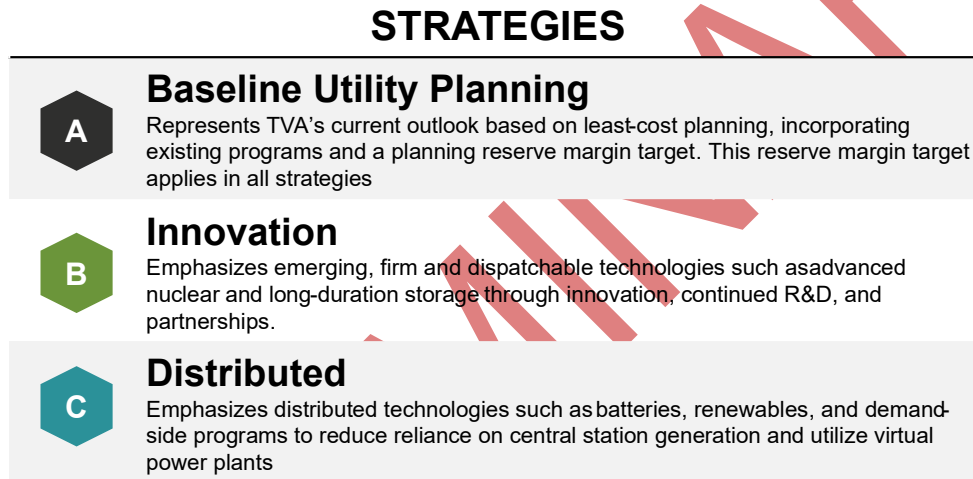 STRATEGIES
A
Baseline Utility Planning
Represents TVA's current outlook based on least-cost planning, incorporating
existing programs and a planning reserve margin target. This reserve margin target
applies in all strategies
B
Innovation
Emphasizes emerging, firm and dispatchable technologies such asadvanced
nuclear and long-duration storage through innovation, continued R&D, and
partnerships.
C
Distributed
Emphasizes distributed technologies such as batteries, renewables, and demand-
side programs to reduce reliance on central station generation and utilize virtual
power plants